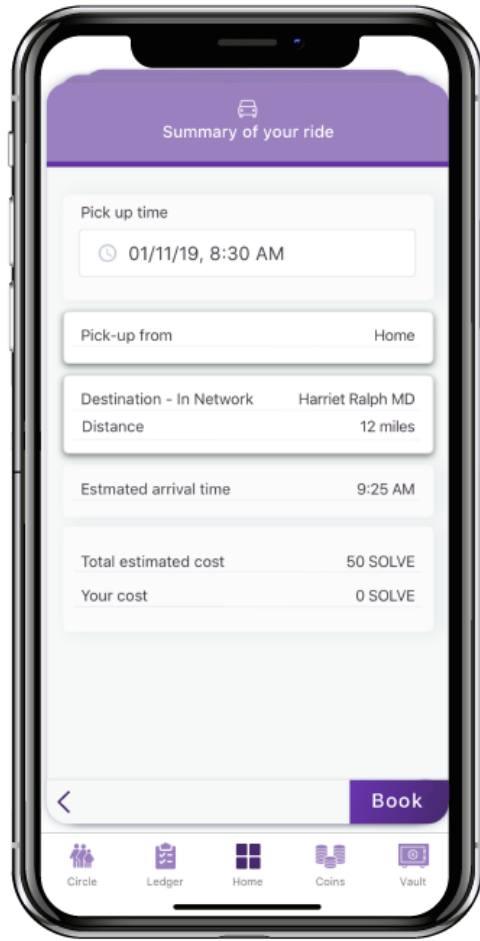 Summary of your ride
Pick up time
01/11/19, 8:30 AM
Pick-up from Home
Destination - In Network Harriet Ralph MD
Distance 12 miles
Estmated arrival time 9:25 AM
Total estimated cost 50 SOLVE
Your cost 0 SOLVE
Book
Circle Ledger Home Coins Vault